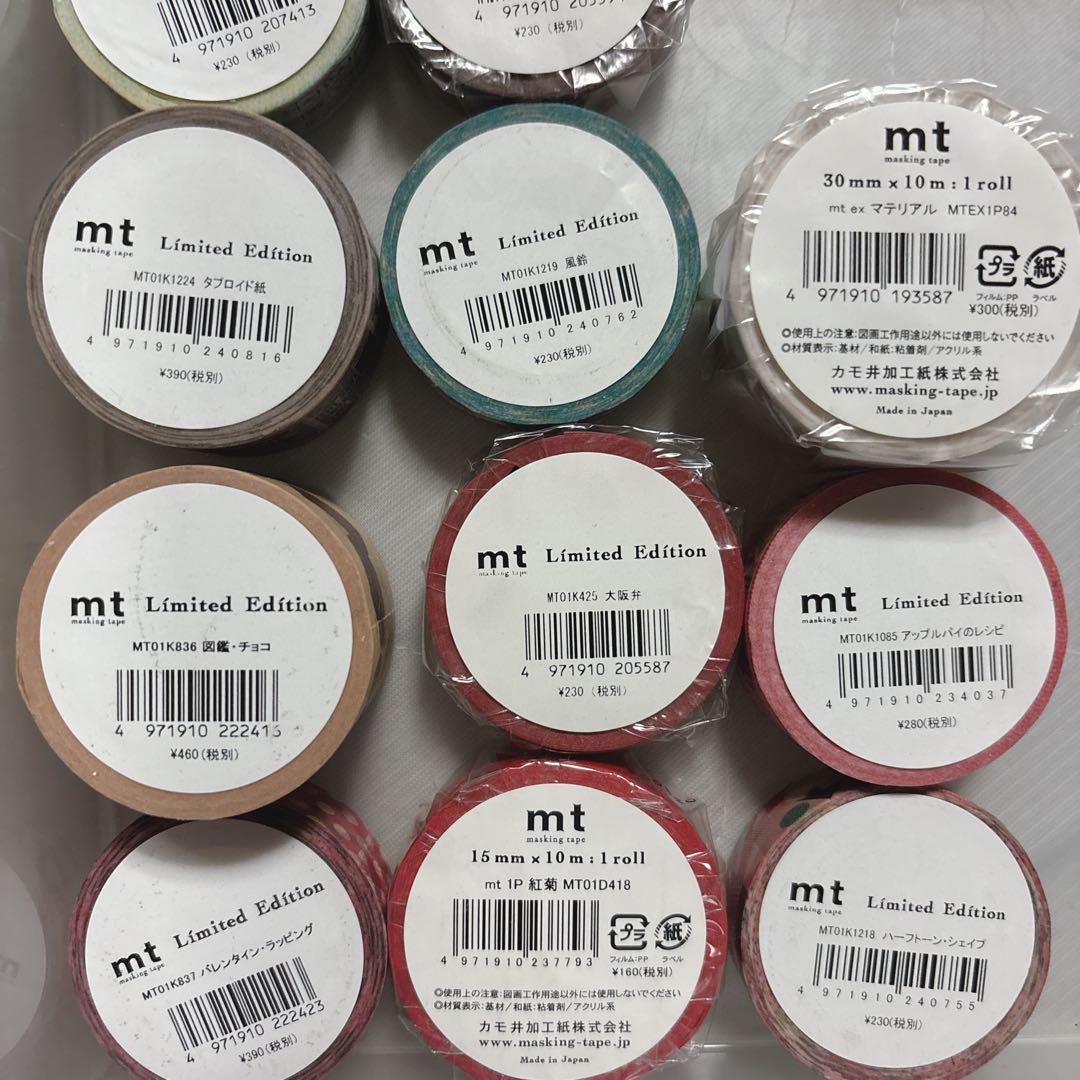 4 971910 207413
¥230 (税別)
¥230 (税別)
mt
masking tape
Limited Edition
MT01K1224 タブロイド紙
4 971910 240816
¥390(税別)
mt
masking tape
Limited Edition
MT01K1219 風鈴
4 971910 240762
¥230(税別)
mt
masking tape
30mm x 10m : 1 roll
mt ex マテリアル MTEX1P84
4 971910 193587
プラ
紙
フィルム:PP ラベル
¥300(税別)
◎使用上の注意:図画工作用途以外には使用しないでください
◎材質表示:基材/和紙:粘着剤/アクリル系
カモ井加工紙株式会社
www.masking-tape.jp
Made in Japan
mt
masking tape
Limited Edition
MT01K836 図鑑・チョコ
4 971910 222416
¥460(税別)
mt
masking tape
Limited Edition
MT01K425 大阪弁
4 971910 205587
¥230 (税別)
mt
masking tape
Limited Edition
MT01K1085 アップルパイのレシピ
4 971910 234037
¥280(税別)
mt
masking tape
Limited Edition
MT01K837 バレンタイン・ラッピング
4 971910 222423
¥390(税別)
mt
masking tape
15mm x 10m : 1 roll
mt 1P 紅菊 MT01D418
4 971910 237793
プラ
紙
フィルム:PP ラベル
¥160(税別)
◎使用上の注意:図画工作用途以外には使用しないでください
◎材質表示:基材/和紙:粘着剤/アクリル系
カモ井加工紙株式会社
www.masking-tape.jp
Made in Japan
mt
masking tape
Limited Edition
MT01K1218 ハーフトーン・シェイプ
4 971910 240755
¥230(税別)